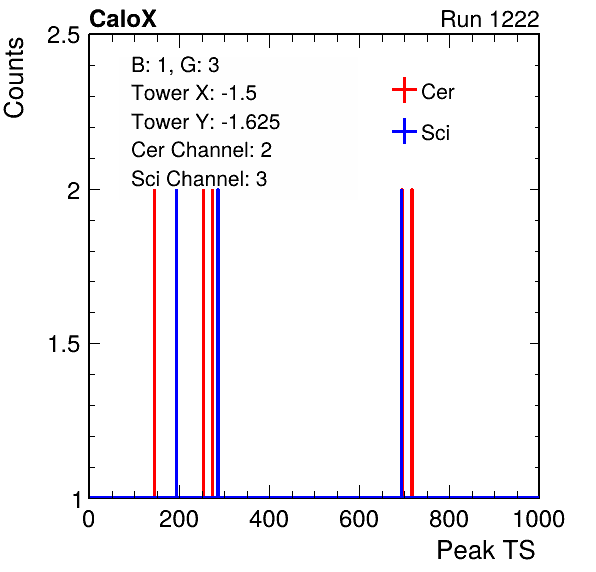 CaloX
Run 1222
Counts
2.5
2
1.5
1
B: 1, G: 3
Tower X: -1.5
Tower Y: -1.625
Cer Channel: 2
Sci Channel: 3
Cer
Sci
0 200 400 600 800 1000
Peak TS